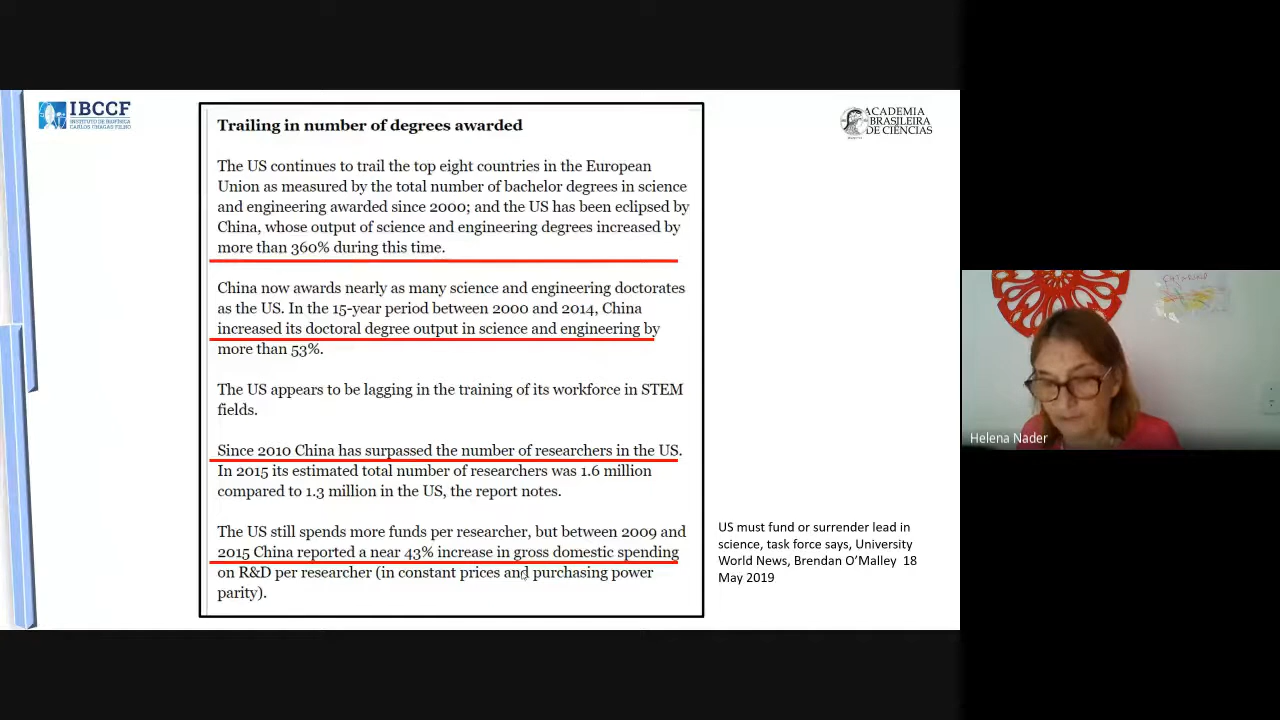 IBCCF
INSTITUTO DE BIOFÍSICA
CARLOS CHAGAS FILHO
ACADEMIA
BRASILEIRA
DE CIÊNCIAS
Trailing in number of degrees awarded
The US continues to trail the top eight countries in the European
Union as measured by the total number of bachelor degrees in science
and engineering awarded since 2000; and the US has been eclipsed by
China, whose output of science and engineering degrees increased by
more than 360% during this time.
China now awards nearly as many science and engineering doctorates
as the US. In the 15-year period between 2000 and 2014, China
increased its doctoral degree output in science and engineering by
more than 53%.
The US appears to be lagging in the training of its workforce in STEM
fields.
Since 2010 China has surpassed the number of researchers in the US.
In 2015 its estimated total number of researchers was 1.6 million
compared to 1.3 million in the US, the report notes.
The US still spends more funds per researcher, but between 2009 and
2015 China reported a near 43% increase in gross domestic spending
on R&D per researcher (in constant prices and purchasing power
parity).
US must fund or surrender lead in
science, task force says, University
World News, Brendan O’Malley 18
May 2019
Helena Nader